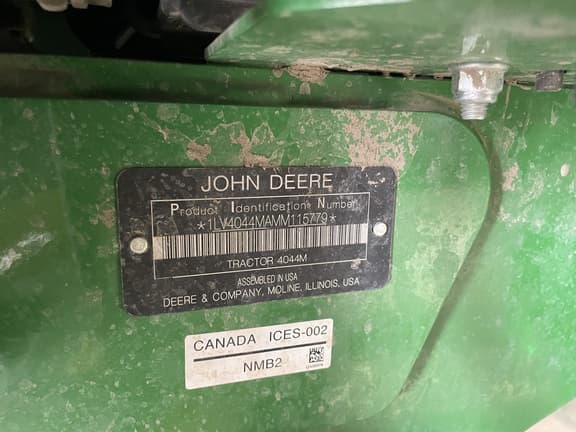 JOHN DEERE
Product Identification Number
*1LV4044MAMM115779*
TRACTOR 4044M
ASSEMBLED IN USA
DEERE & COMPANY, MOLINE, ILLINOIS, USA
CANADA ICES-002
NMB2